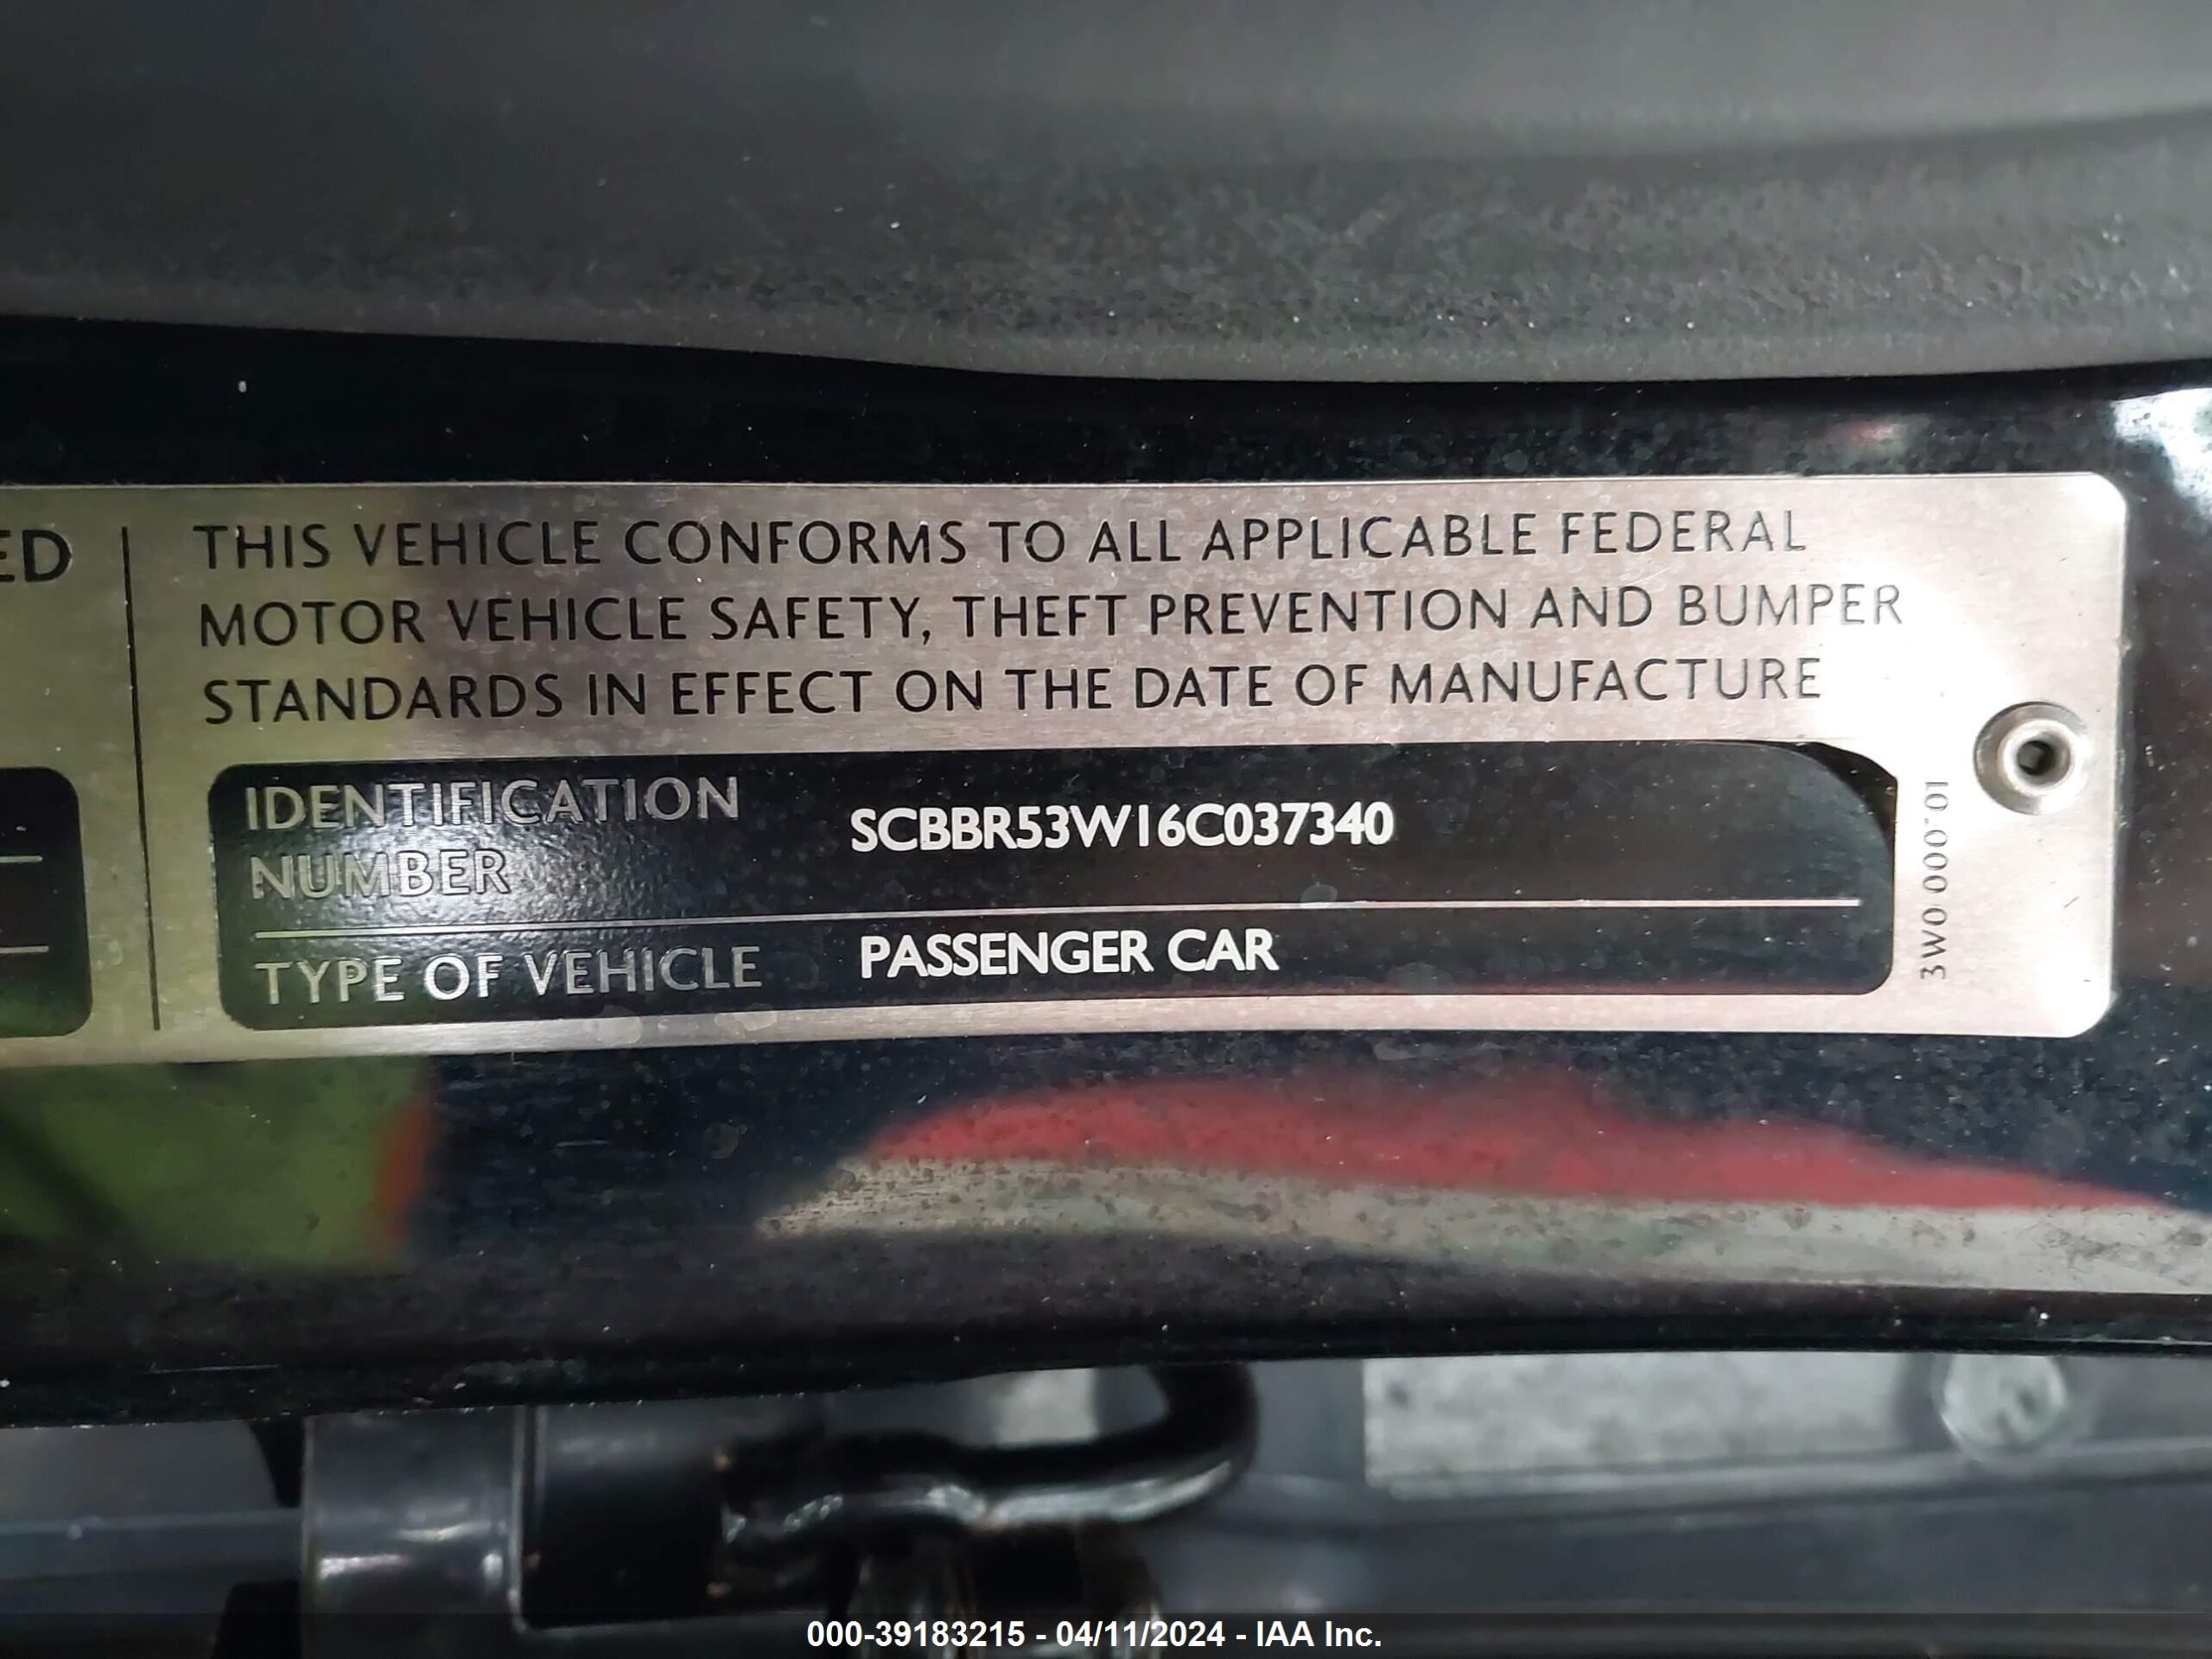 ED
THIS VEHICLE CONFORMS TO ALL APPLICABLE FEDERAL
MOTOR VEHICLE SAFETY, THEFT PREVENTION AND BUMPER
STANDARDS IN EFFECT ON THE DATE OF MANUFACTURE
IDENTIFICATION
NUMBER
SCBBR53W16C037340
TYPE OF VEHICLE PASSENGER CAR
3W0 000-01
000-39183215 - 04/11/2024 - IAA Inc.